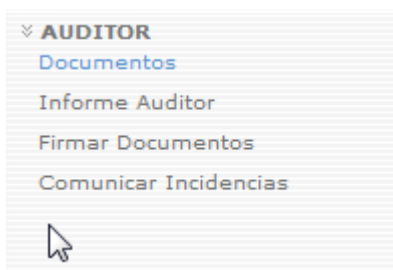 AUDITOR
Documentos
Informe Auditor
Firmar Documentos
Comunicar Incidencias